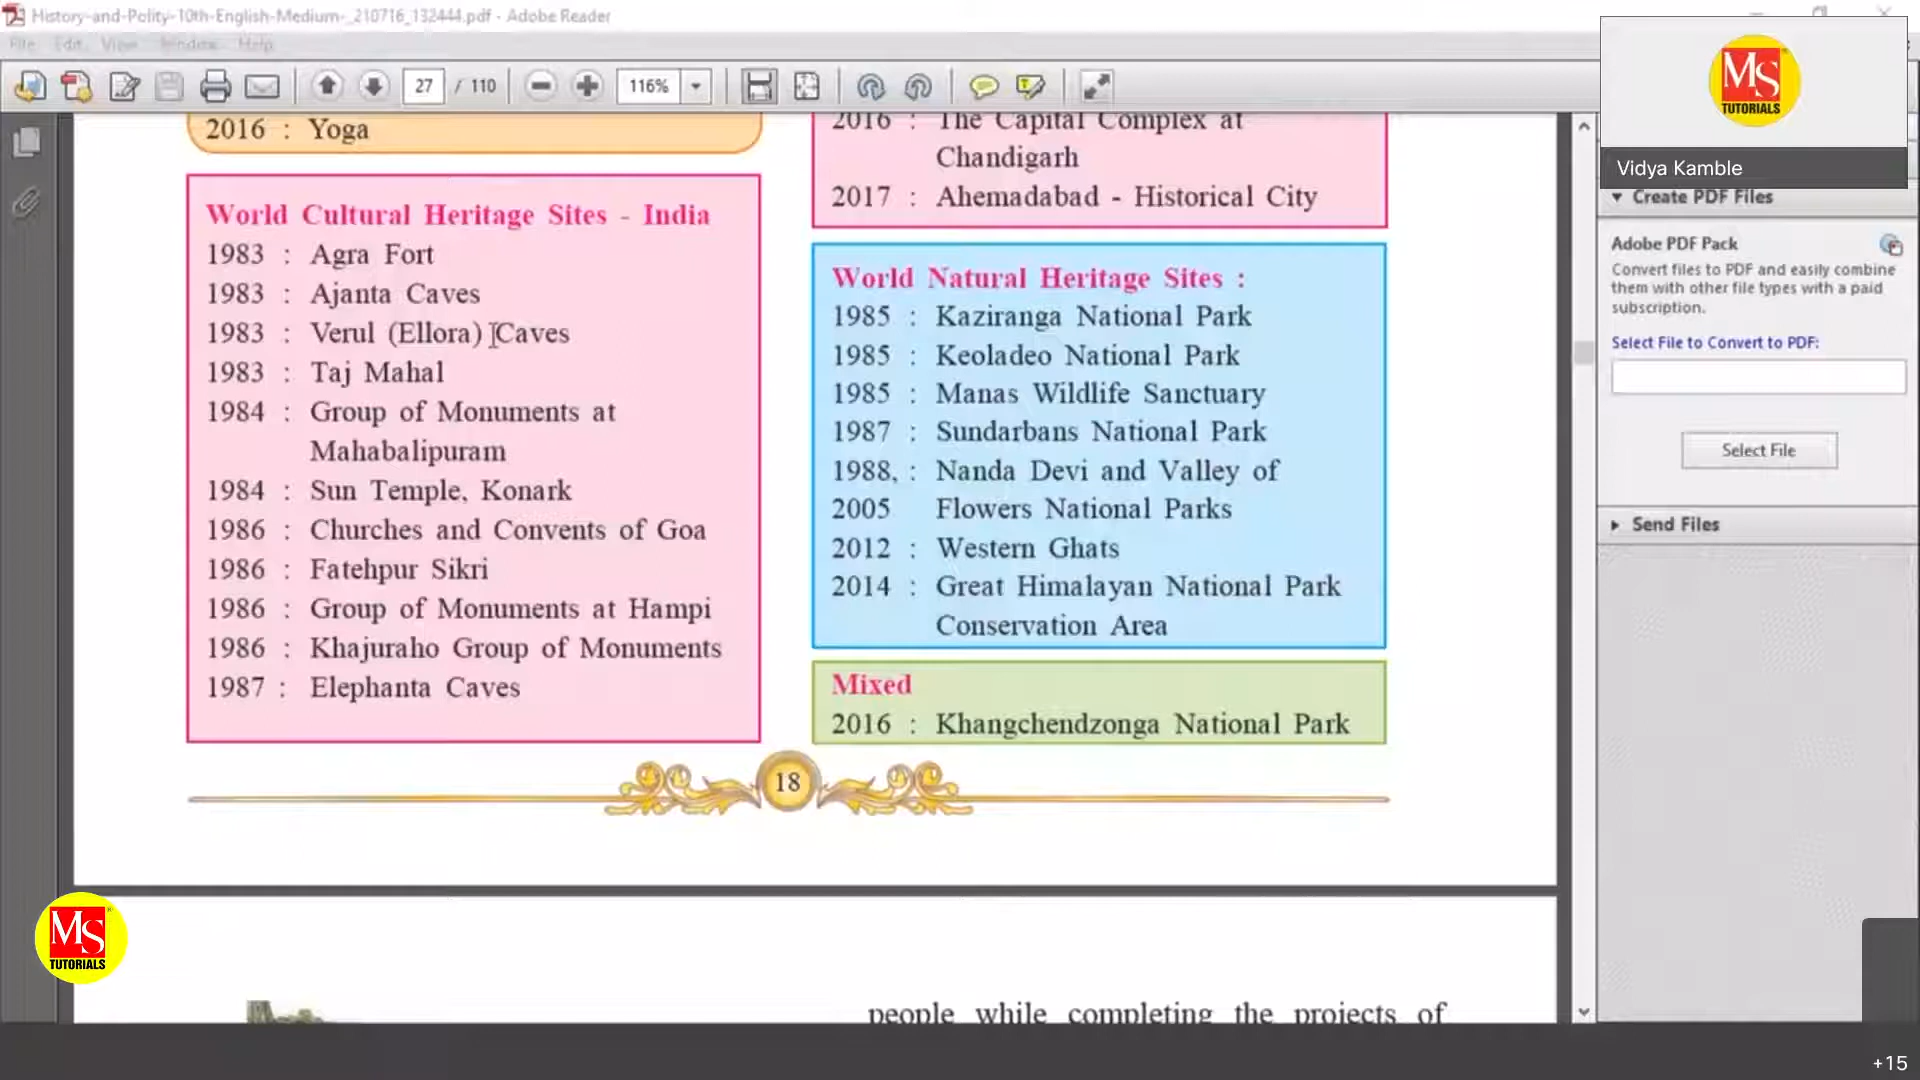 History-and-Polity-10th-English-Medium-_210716_132444.pdf - Adobe Reader
File Edit View Window Help
27 / 110
116%
MS
TUTORIALS
Vidya Kamble
2016 : Yoga
World Cultural Heritage Sites - India
1983 : Agra Fort
1983 : Ajanta Caves
1983 : Verul (Ellora) Caves
1983 : Taj Mahal
1984 : Group of Monuments at
Mahabalipuram
1984 : Sun Temple, Konark
1986 : Churches and Convents of Goa
1986 : Fatehpur Sikri
1986 : Group of Monuments at Hampi
1986 : Khajuraho Group of Monuments
1987 : Elephanta Caves
2016 : The Capital Complex at
Chandigarh
2017 : Ahemadabad - Historical City
World Natural Heritage Sites :
1985 : Kaziranga National Park
1985 : Keoladeo National Park
1985 : Manas Wildlife Sanctuary
1987 : Sundarbans National Park
1988, : Nanda Devi and Valley of
2005 Flowers National Parks
2012 : Western Ghats
2014 : Great Himalayan National Park
Conservation Area
Mixed
2016 : Khangchendzonga National Park
18
people while completing the projects of
Create PDF Files
Adobe PDF Pack
Convert files to PDF and easily combine
them with other file types with a paid
subscription.
Select File to Convert to PDF:
Select File
Send Files
MS
TUTORIALS
+15